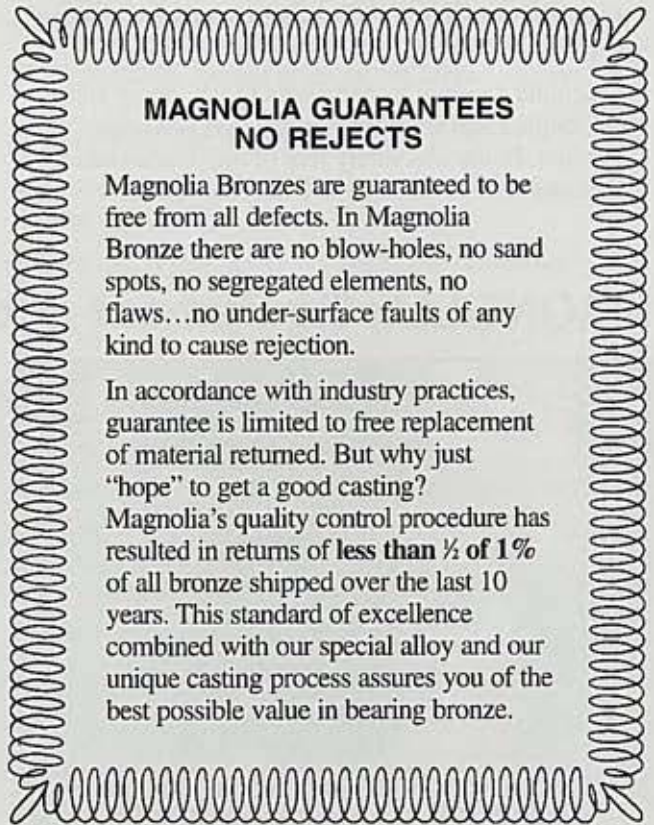 MAGNOLIA GUARANTEES
NO REJECTS
Magnolia Bronzes are guaranteed to be
free from all defects. In Magnolia
Bronze there are no blow-holes, no sand
spots, no segregated elements, no
flaws…no under-surface faults of any
kind to cause rejection.
In accordance with industry practices,
guarantee is limited to free replacement
of material returned. But why just
“hope” to get a good casting?
Magnolia’s quality control procedure has
resulted in returns of less than ½ of 1%
of all bronze shipped over the last 10
years. This standard of excellence
combined with our special alloy and our
unique casting process assures you of the
best possible value in bearing bronze.